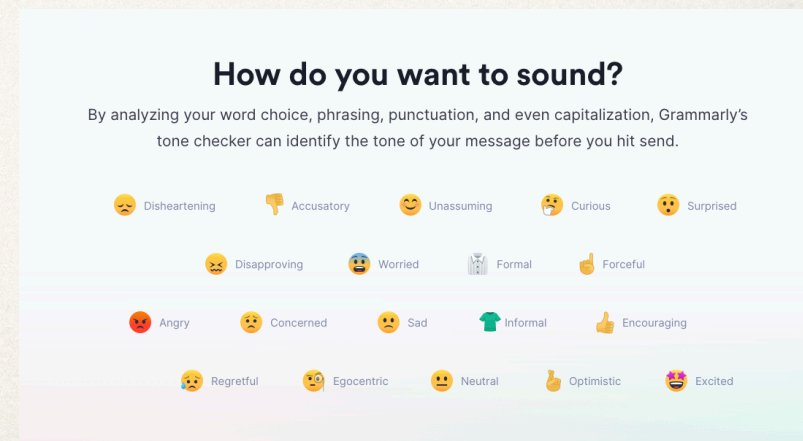 How do you want to sound?
By analyzing your word choice, phrasing, punctuation, and even capitalization, Grammarly's
tone checker can identify the tone of your message before you hit send.
Disheartening Accusatory Unassuming Curious Surprised
Disapproving Worried Formal Forceful
Angry Concerned Sad Informal Encouraging
Regretful Egocentric Neutral Optimistic Excited